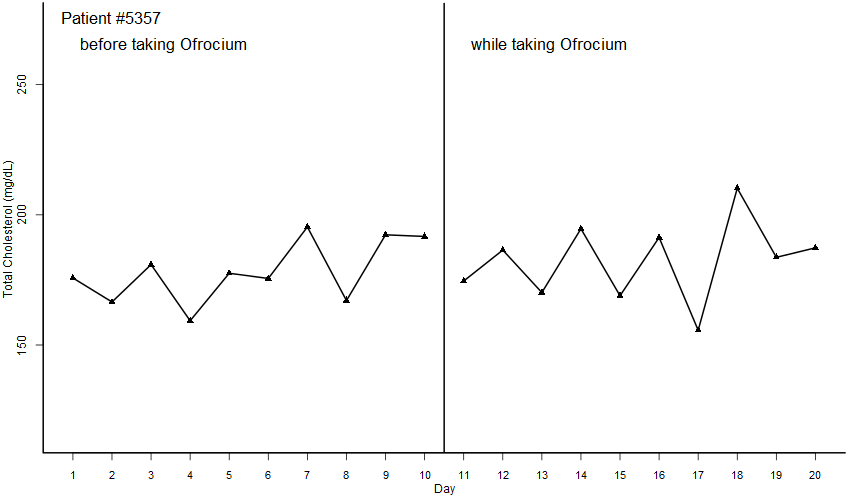 Patient #5357
before taking Ofrocium
while taking Ofrocium
Total Cholesterol (mg/dL)
250
200
150
1 2 3 4 5 6 7 8 9 10 11 12 13 14 15 16 17 18 19 20
Day